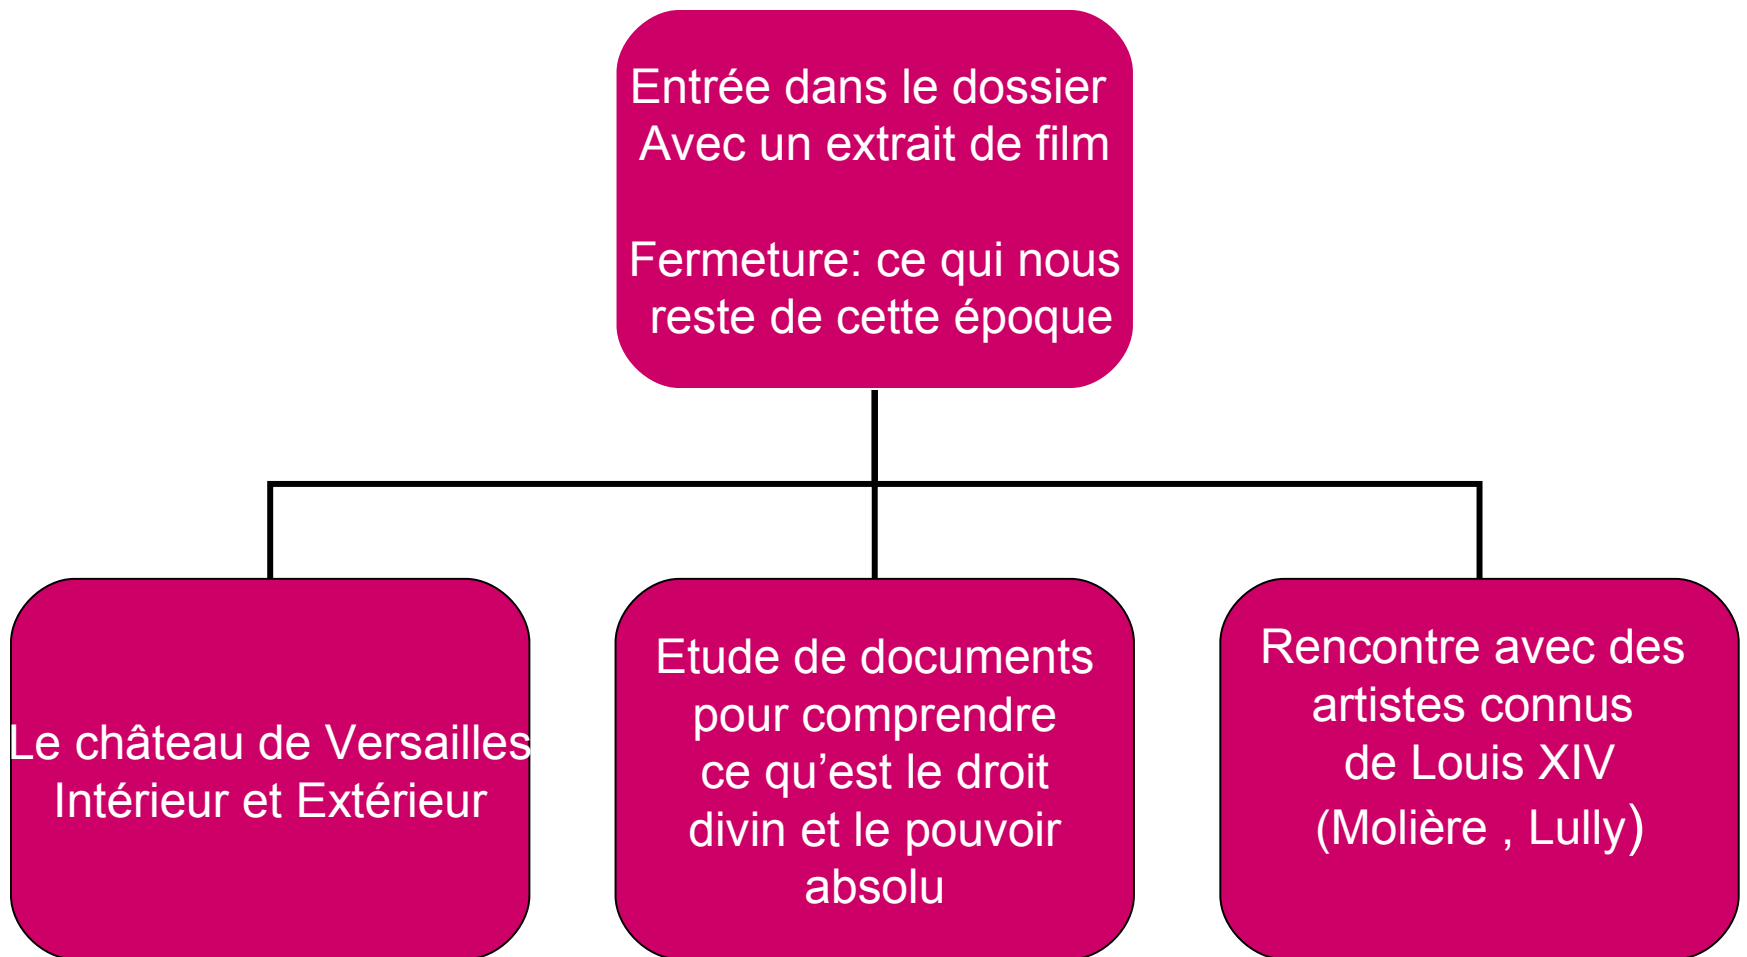 Entrée dans le dossier
Avec un extrait de film
Fermeture: ce qui nous
reste de cette époque
Le château de Versailles
Intérieur et Extérieur
Etude de documents
pour comprendre
ce qu’est le droit
divin et le pouvoir
absolu
Rencontre avec des
artistes connus
de Louis XIV
(Molière , Lully)